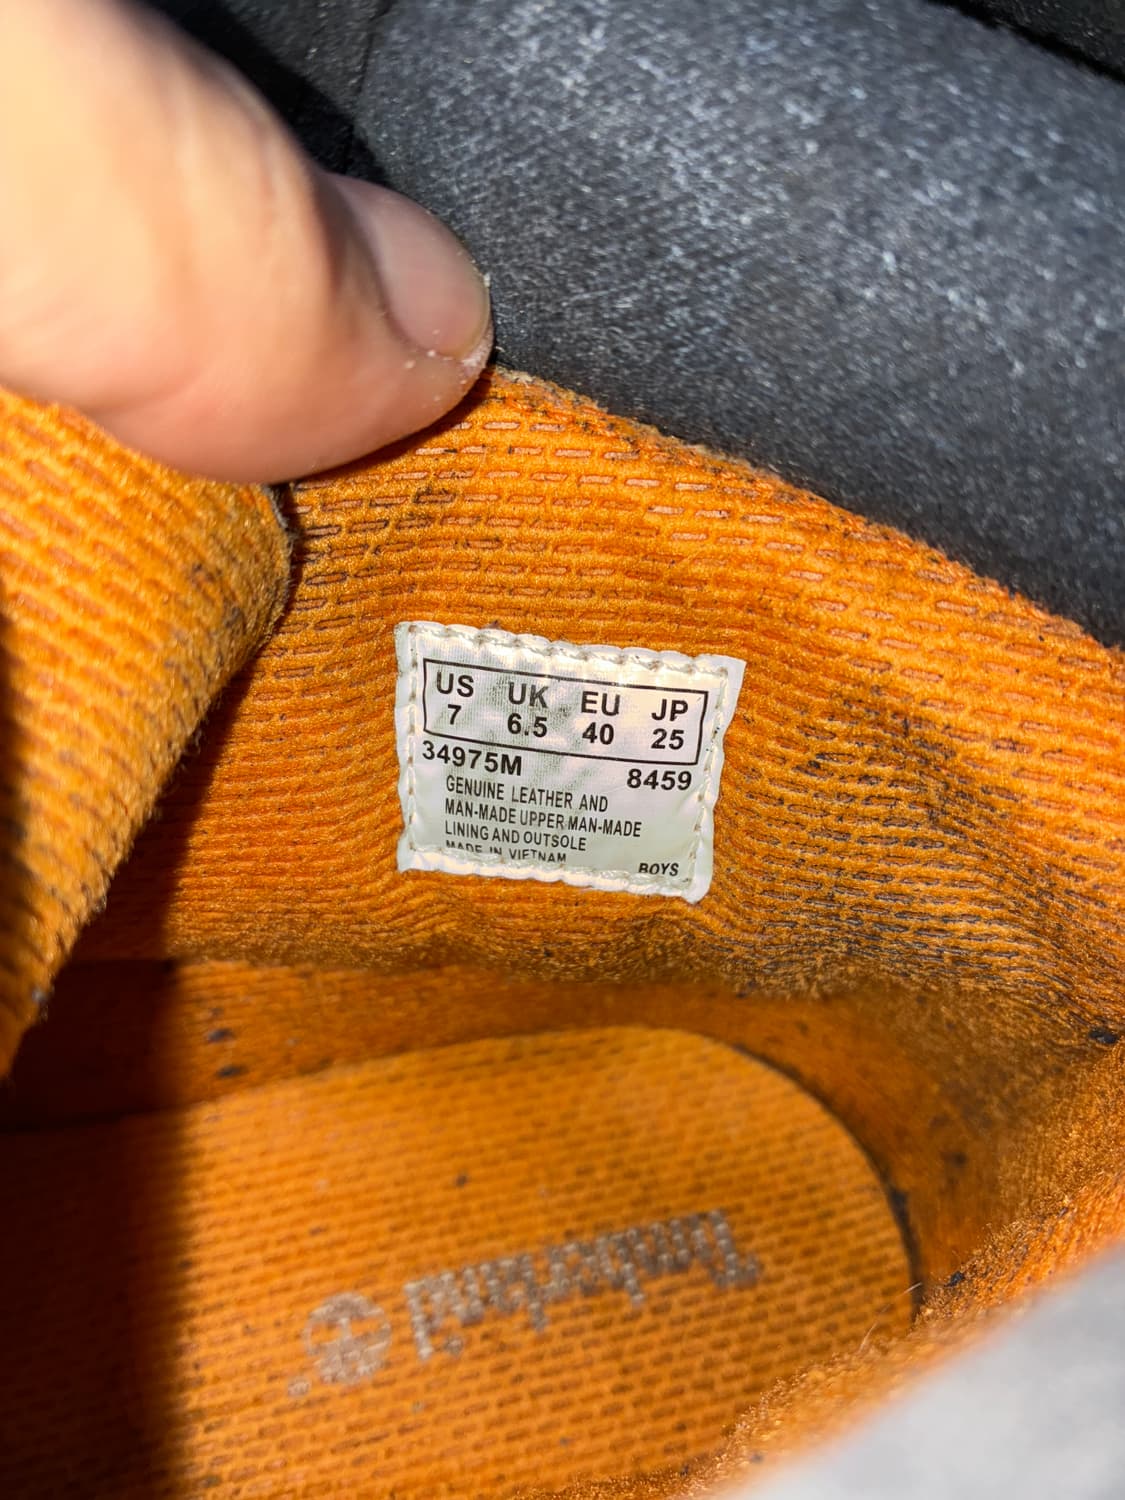 US UK EU JP
7 6.5 40 25
34975M 8459
GENUINE LEATHER AND
MAN-MADE UPPER MAN-MADE
LINING AND OUTSOLE
MADE IN VIETNAM
BOYS
Timberland